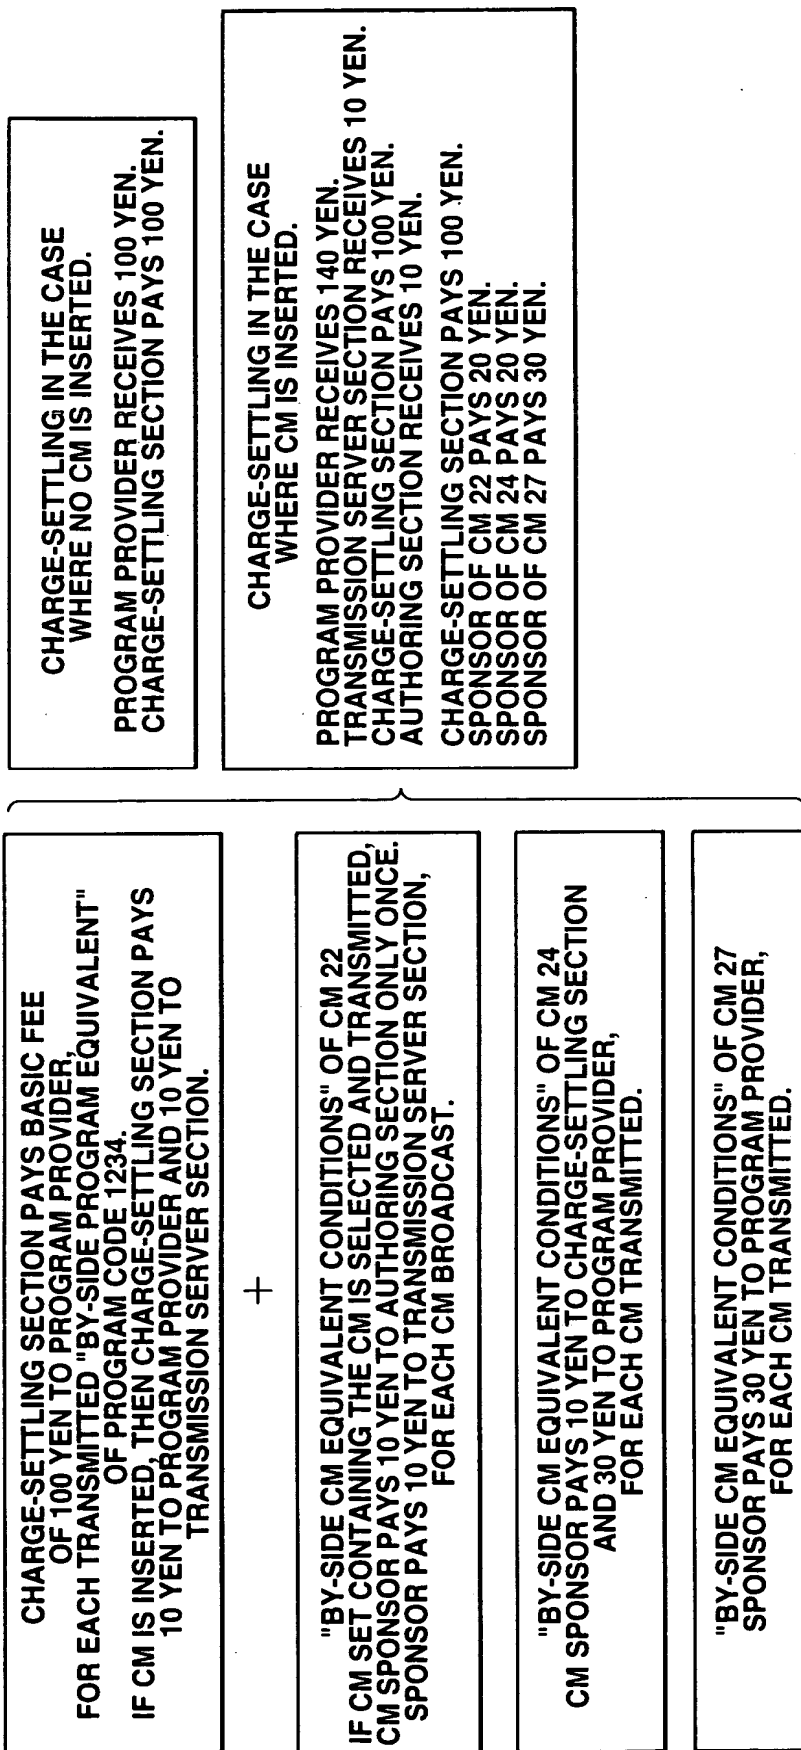 CHARGE-SETTLING SECTION PAYS BASIC FEE
OF 100 YEN TO PROGRAM PROVIDER,
FOR EACH TRANSMITTED "BY-SIDE PROGRAM EQUIVALENT"
OF PROGRAM CODE 1234.
IF CM IS INSERTED, THEN CHARGE-SETTLING SECTION PAYS
10 YEN TO PROGRAM PROVIDER AND 10 YEN TO
TRANSMISSION SERVER SECTION.
+
"BY-SIDE CM EQUIVALENT CONDITIONS" OF CM 22
IF CM SET CONTAINING THE CM IS SELECTED AND TRANSMITTED,
CM SPONSOR PAYS 10 YEN TO AUTHORING SECTION ONLY ONCE.
SPONSOR PAYS 10 YEN TO TRANSMISSION SERVER SECTION,
FOR EACH CM BROADCAST.
"BY-SIDE CM EQUIVALENT CONDITIONS" OF CM 24
CM SPONSOR PAYS 10 YEN TO CHARGE-SETTLING SECTION
AND 30 YEN TO PROGRAM PROVIDER,
FOR EACH CM TRANSMITTED.
"BY-SIDE CM EQUIVALENT CONDITIONS" OF CM 27
SPONSOR PAYS 30 YEN TO PROGRAM PROVIDER,
FOR EACH CM TRANSMITTED.
CHARGE-SETTLING IN THE CASE
WHERE NO CM IS INSERTED.
PROGRAM PROVIDER RECEIVES 100 YEN.
CHARGE-SETTLING SECTION PAYS 100 YEN.
CHARGE-SETTLING IN THE CASE
WHERE CM IS INSERTED.
PROGRAM PROVIDER RECEIVES 140 YEN.
TRANSMISSION SERVER SECTION RECEIVES 10 YEN.
CHARGE-SETTLING SECTION PAYS 100 YEN.
AUTHORING SECTION RECEIVES 10 YEN.
CHARGE-SETTLING SECTION PAYS 100 YEN.
SPONSOR OF CM 22 PAYS 20 YEN.
SPONSOR OF CM 24 PAYS 20 YEN.
SPONSOR OF CM 27 PAYS 30 YEN.